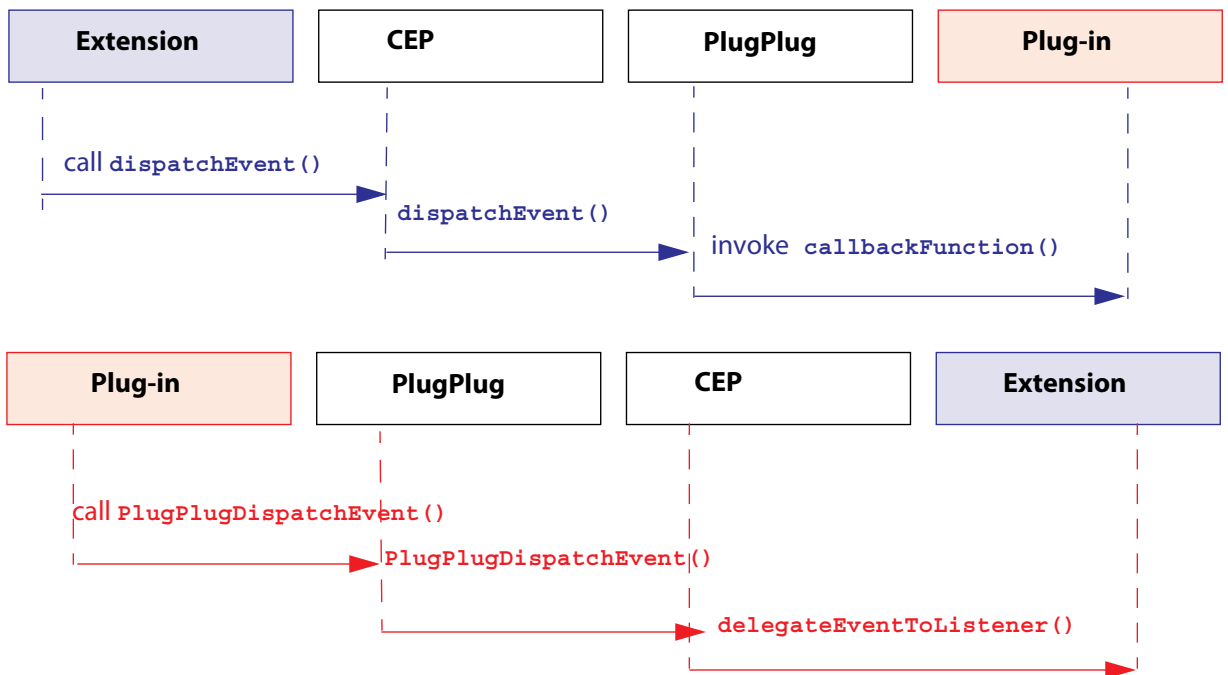 Extension CEP PlugPlug Plug-in
call dispatchEvent()
dispatchEvent()
invoke callbackFunction()
Plug-in PlugPlug CEP Extension
call PlugPlugDispatchEvent()
PlugPlugDispatchEvent()
delegateEventToListener()